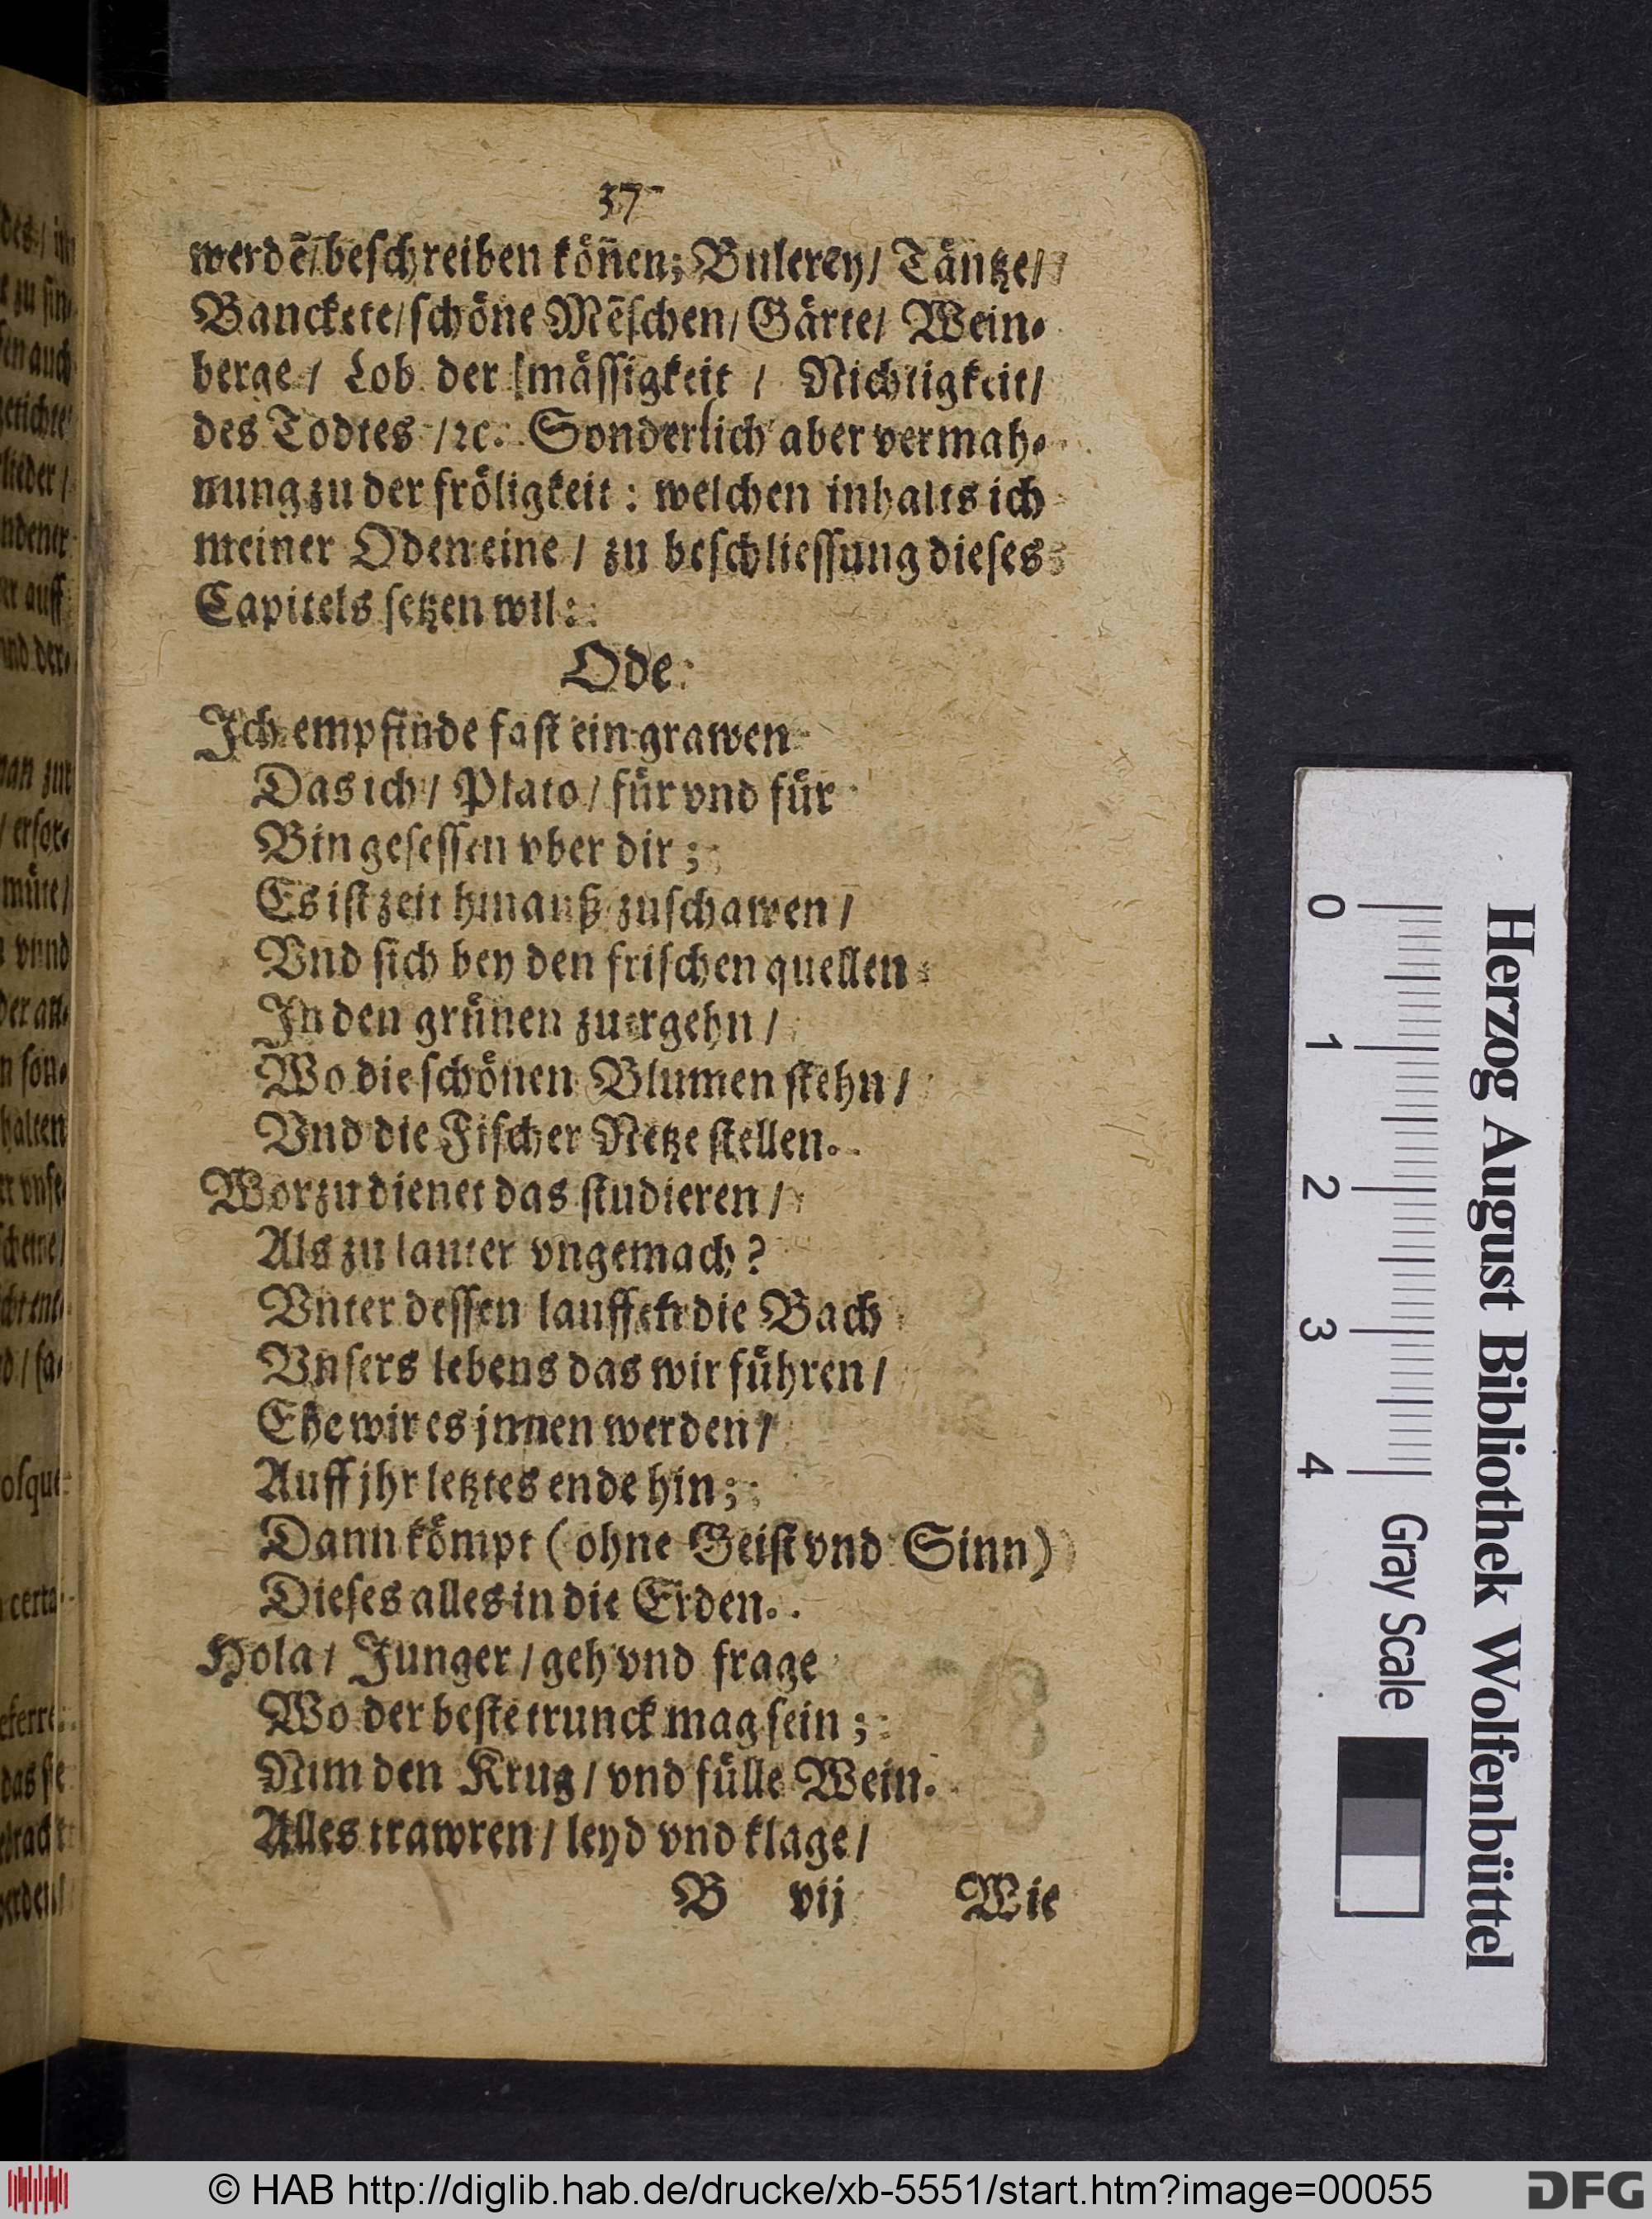 37
werdē/ beschreiben köñen; Bulerey/ Täntze/
Banckete/ schöne Mēschen/ Gärte/ Wein-
berge/ Lob der mässigkeit / Nichtigkeit/
des Todtes /ꝛc. Sonderlich aber vermah-
nung zu der fröligkeit: welchen inhalts ich
meiner Oden eine / zu beschliessung dieses
Capitels setzen wil:
Ode:
Ich empfinde fast ein grawen
Das ich / Plato / für vnd für
Bin gesessen vber dir;
Es ist zeit hinauß zuschawen /
Vnd sich bey den frischen quellen
In den grünen zu ergehn /
Wo die schönen Blumen stehn /
Vnd die Fischer Netze stellen.
Worzu dienet das studieren /
Als zu lauter vngemach?
Vnter dessen lauffet die Bach
Vnsers lebens das wir führen /
Ehe wir es jnnen werden /
Auff jhr letztes ende hin;
Dann kömpt (ohne Geist vnd Sinn)
Dieses alles in die Erden.
Hola / Junger / geh vnd frage
Wo der beste trunck mag sein;
Nim den Krug / vnd fülle Wein.
Alles trawren / leyd vnd klage /
B vij Wie
Herzog August Bibliothek Wolfenbüttel
0 1 2 3 4 Gray Scale
© HAB http://diglib.hab.de/drucke/xb-5551/start.htm?image=00055
DFG